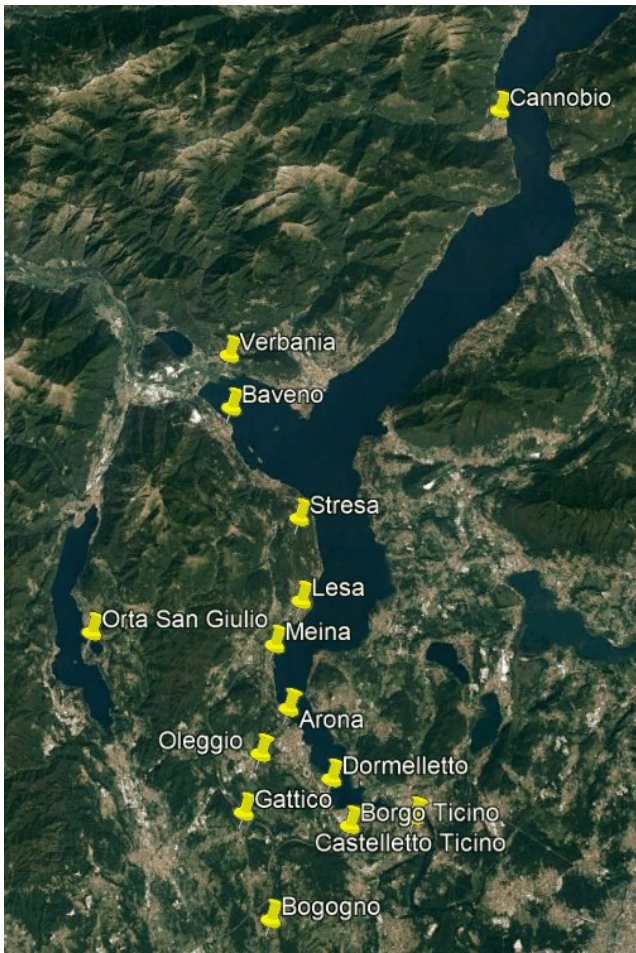 Cannobio
Verbania
Baveno
Stresa
Lesa
Orta San Giulio
Meina
Arona
Oleggio
Dormelletto
Gattico
Borgo Ticino
Castelletto Ticino
Bogogno